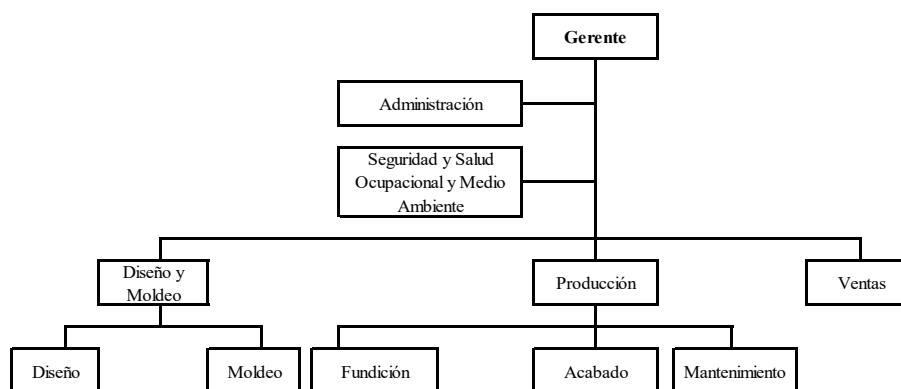 Gerente
Administración
Seguridad y Salud
Ocupacional y Medio
Ambiente
Diseño y
Moldeo
Producción
Ventas
Diseño
Moldeo
Fundición
Acabado
Mantenimiento